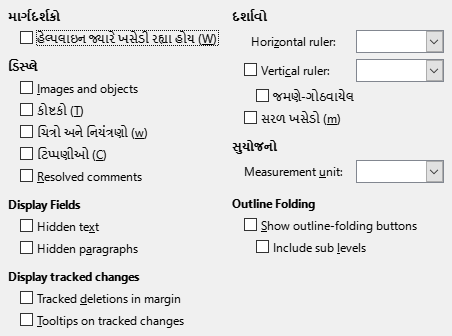 માર્ગદર્શકો
હેલ્પલાઇન જ્યારે ખસેડી રહ્યા હોય (W)
ડિસ્પ્લે
Images and objects
કોષ્ટકો (T)
ચિત્રો અને નિયંત્રણો (w)
ટિપ્પણીઓ (C)
Resolved comments
Display Fields
Hidden text
Hidden paragraphs
Display tracked changes
Tracked deletions in margin
Tooltips on tracked changes
દર્શાવો
Horizontal ruler:
Vertical ruler:
જમણે-ગોઠવાયેલ
સરળ ખસેડો (m)
સુયોજનો
Measurement unit:
Outline Folding
Show outline-folding buttons
Include sub levels